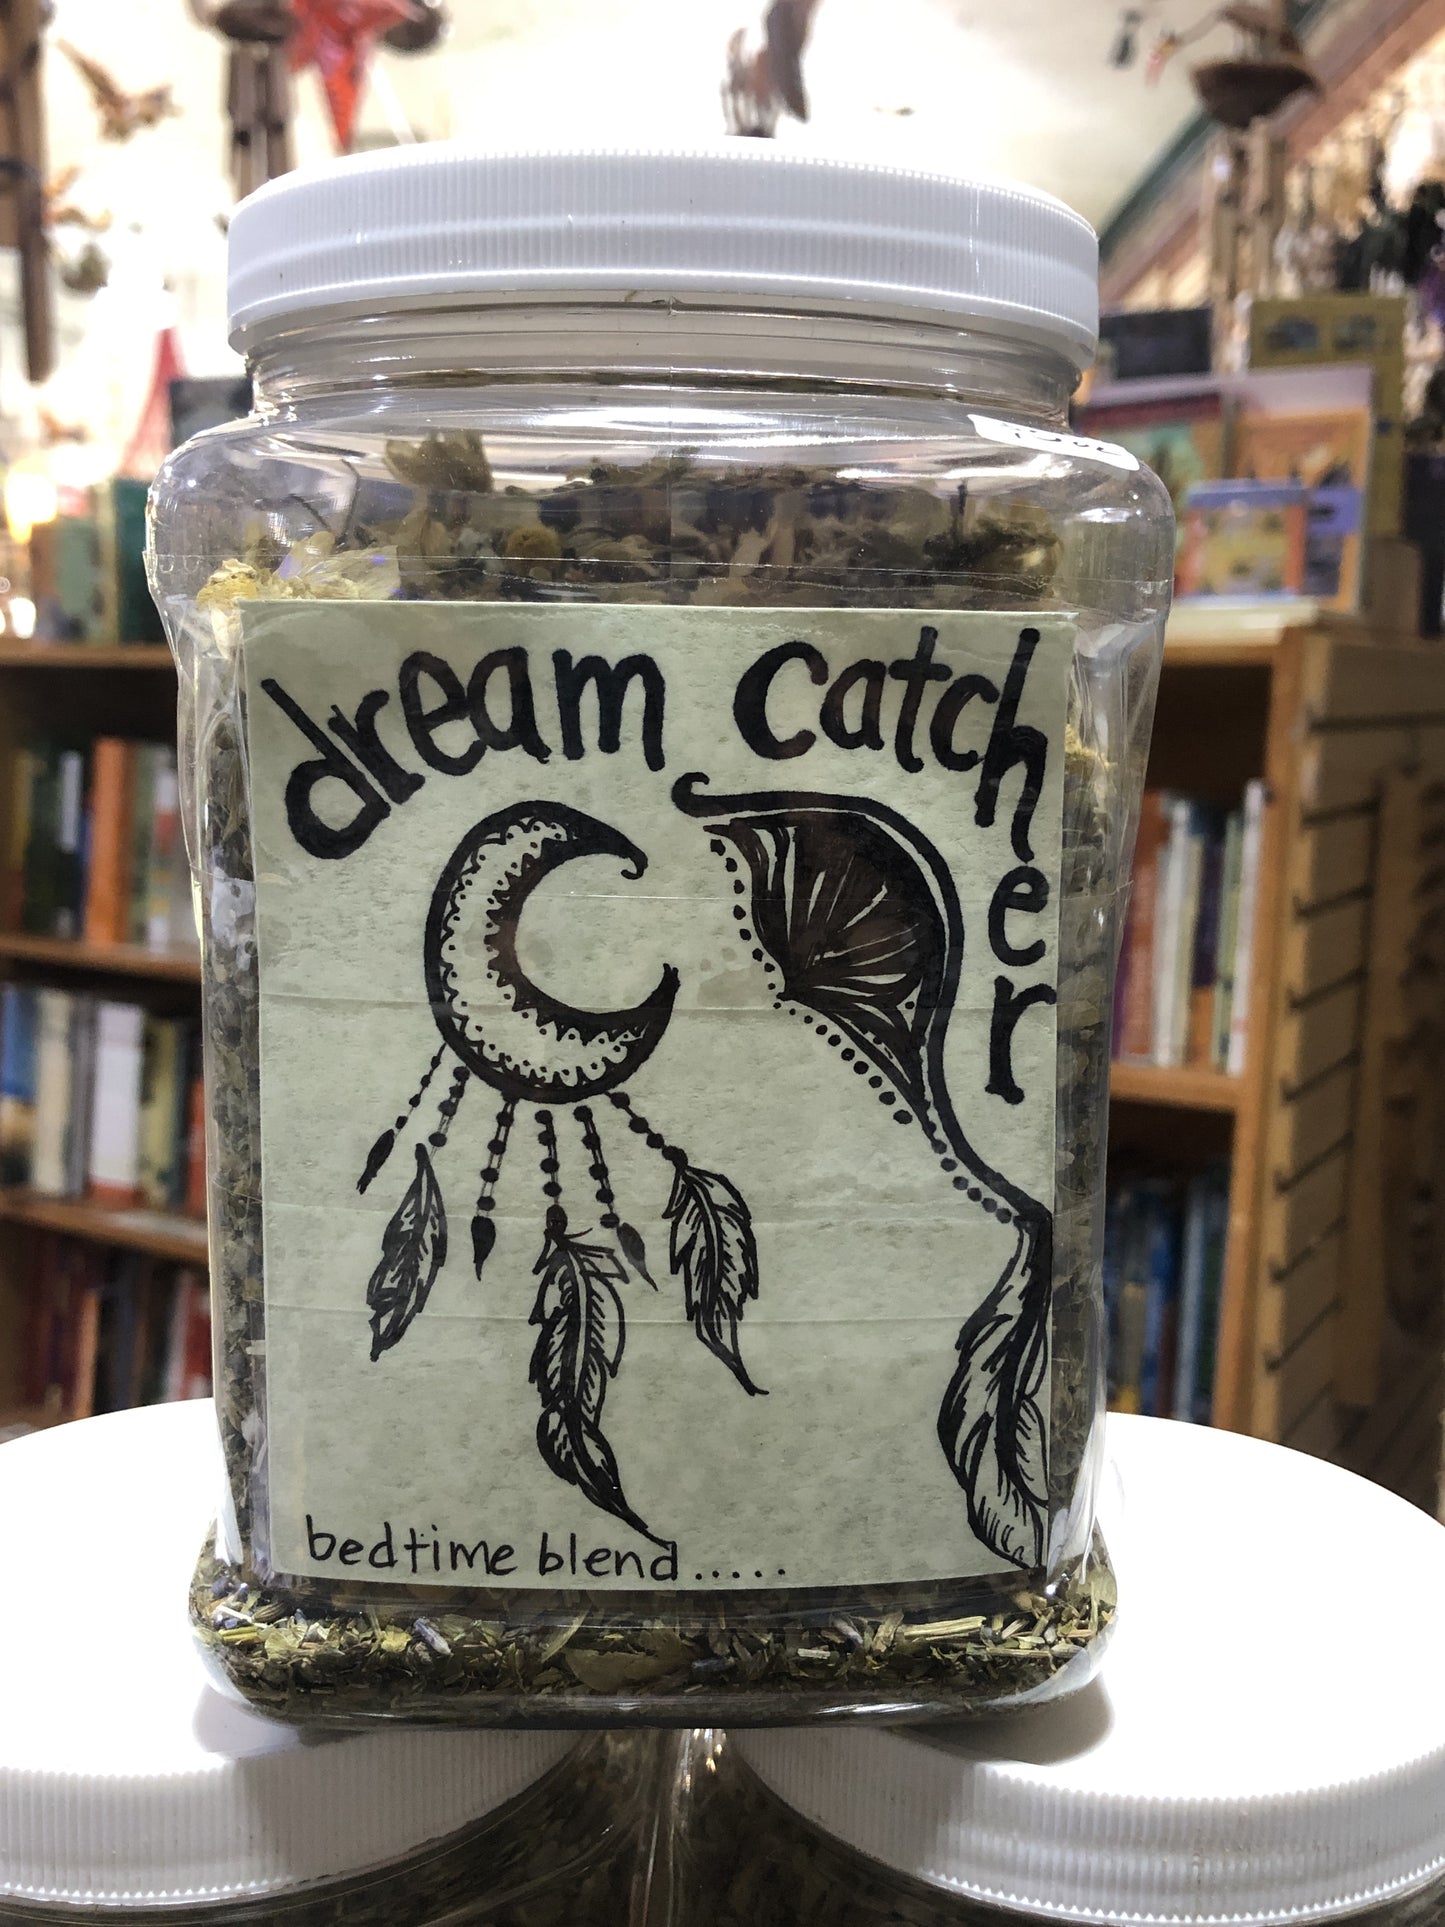 dream catcher
bedtime blend.....